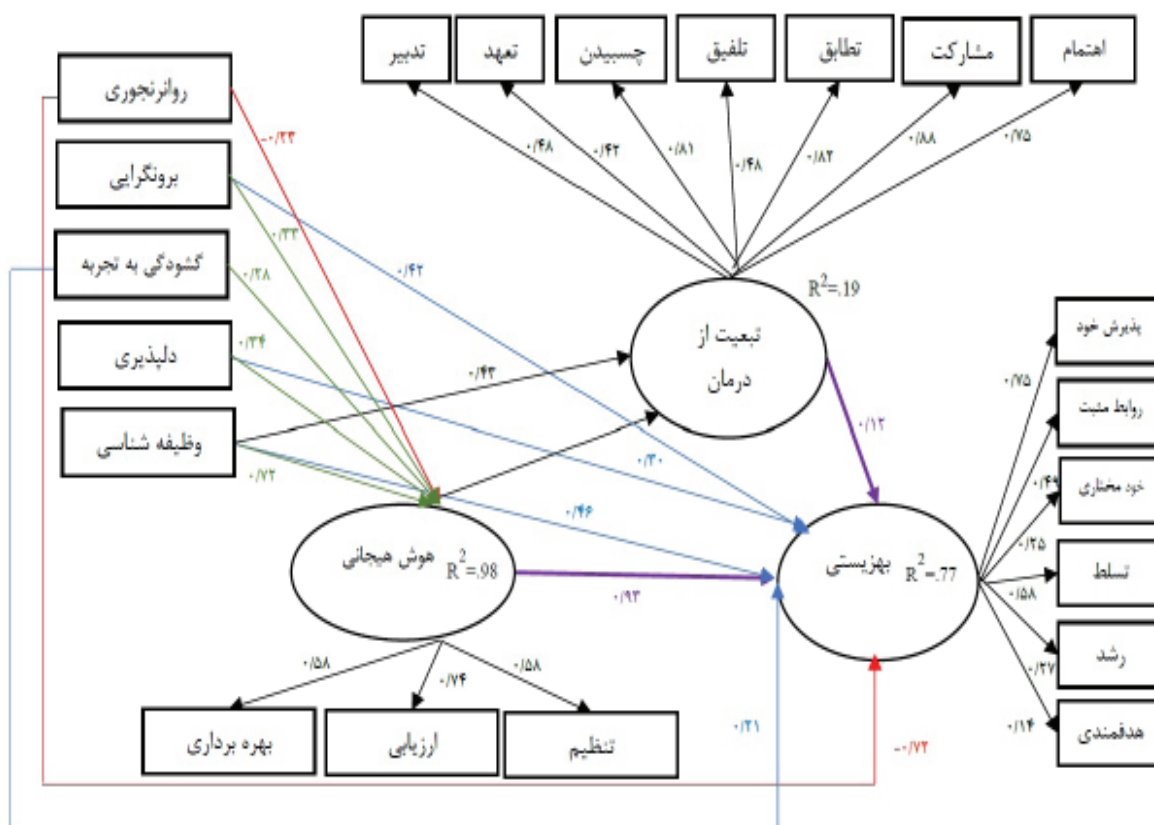 تدبیر
تعهد
چسبیدن
تلفیق
تطابق
مشارکت
اهتمام
روانرنجوری
برونگرایی
گشودگی به تجربه
دلپذیری
وظیفه شناسی
۰/۴۸
۰/۴۲
۰/۸۱
۰/۴۸
۰/۸۲
۰/۸۸
۰/۷۵
-۰/۲۳
۰/۳۳
۰/۲۸
۰/۳۴
۰/۷۲
۰/۴۲
۰/۴۳
۰/۳۰
۰/۴۶
تبعیت از
درمان
R²=.19
۰/۱۲
هوش هیجانی
R²=.98
۰/۹۳
بهزیستی
R²=.77
پذیرش خود
روابط مثبت
خود مختاری
تسلط
رشد
هدفمندی
۰/۷۵
۰/۴۹
۰/۲۵
۰/۵۸
۰/۲۷
۰/۱۴
۰/۵۸
۰/۷۴
۰/۵۸
بهره برداری
ارزیابی
تنظیم
۰/۲۱
-۰/۷۲